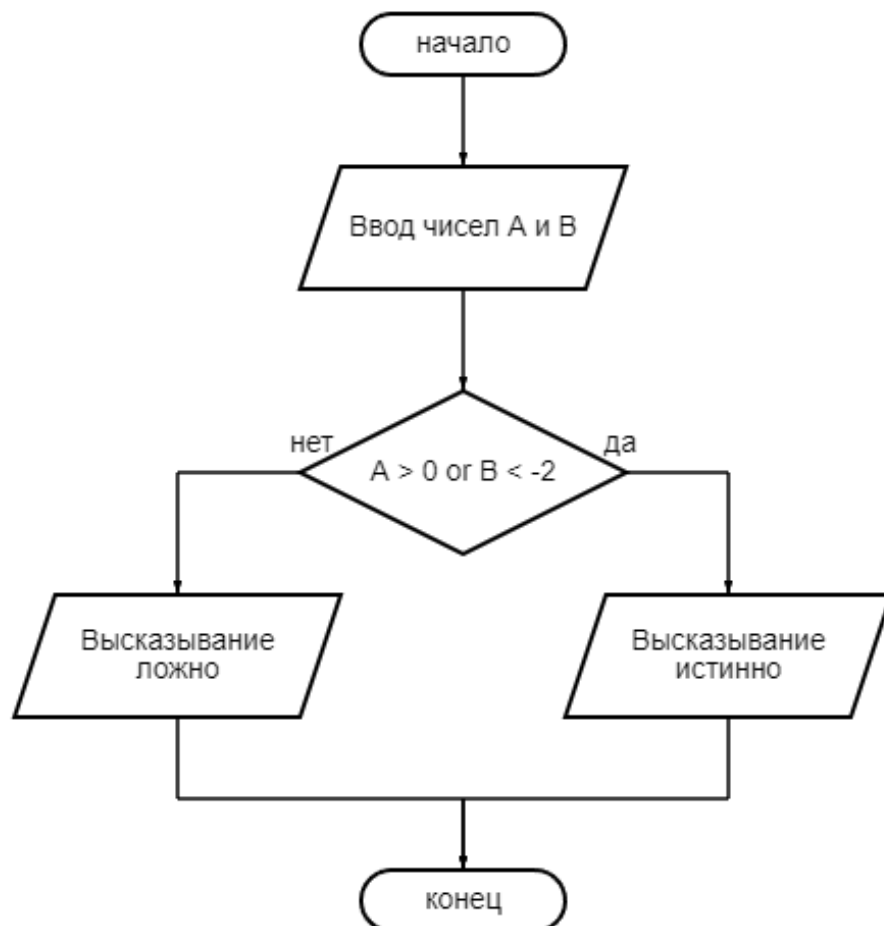 начало
Ввод чисел A и B
нет
да
A > 0 or B < -2
Высказывание
ложно
Высказывание
истинно
конец